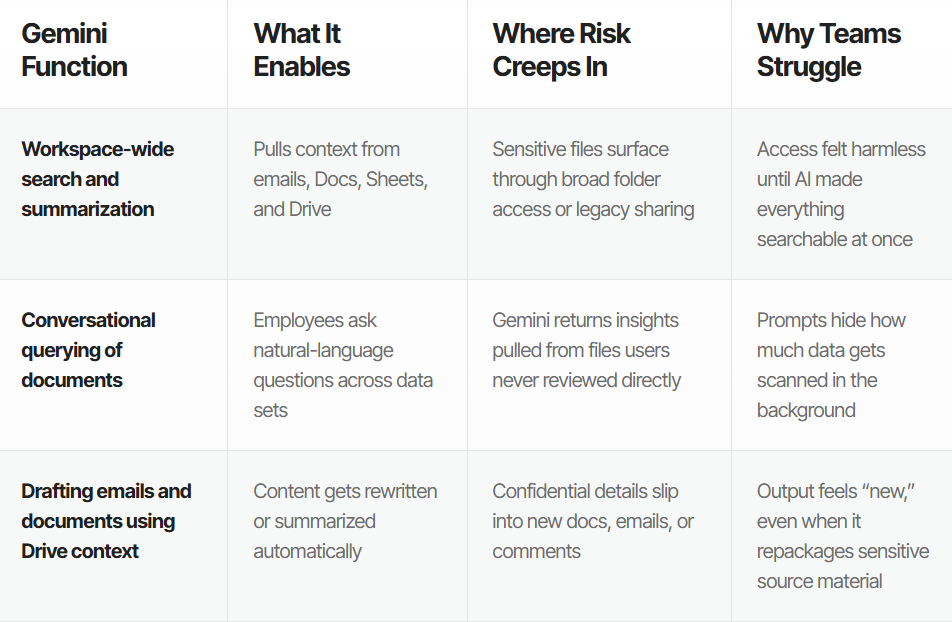 Gemini
Function
What It
Enables
Where Risk
Creeps In
Why Teams
Struggle
Workspace-wide
search and
summarization
Pulls context from
emails, Docs, Sheets,
and Drive
Sensitive files surface
through broad folder
access or legacy sharing
Access felt harmless
until AI made
everything
searchable at once
Conversational
querying of
documents
Employees ask
natural-language
questions across data
sets
Gemini returns insights
pulled from files users
never reviewed directly
Prompts hide how
much data gets
scanned in the
background
Drafting emails and
documents using
Drive context
Content gets rewritten
or summarized
automatically
Confidential details slip
into new docs, emails, or
comments
Output feels “new,”
even when it
repackages sensitive
source material